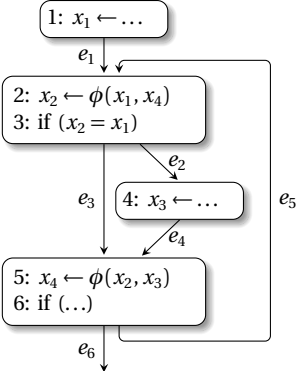 1: x₁ ← …
e₁
2: x₂ ← ϕ(x₁, x₄)
3: if (x₂ = x₁)
e₂
e₃
4: x₃ ← …
e₅
e₄
5: x₄ ← ϕ(x₂, x₃)
6: if (…)
e₆